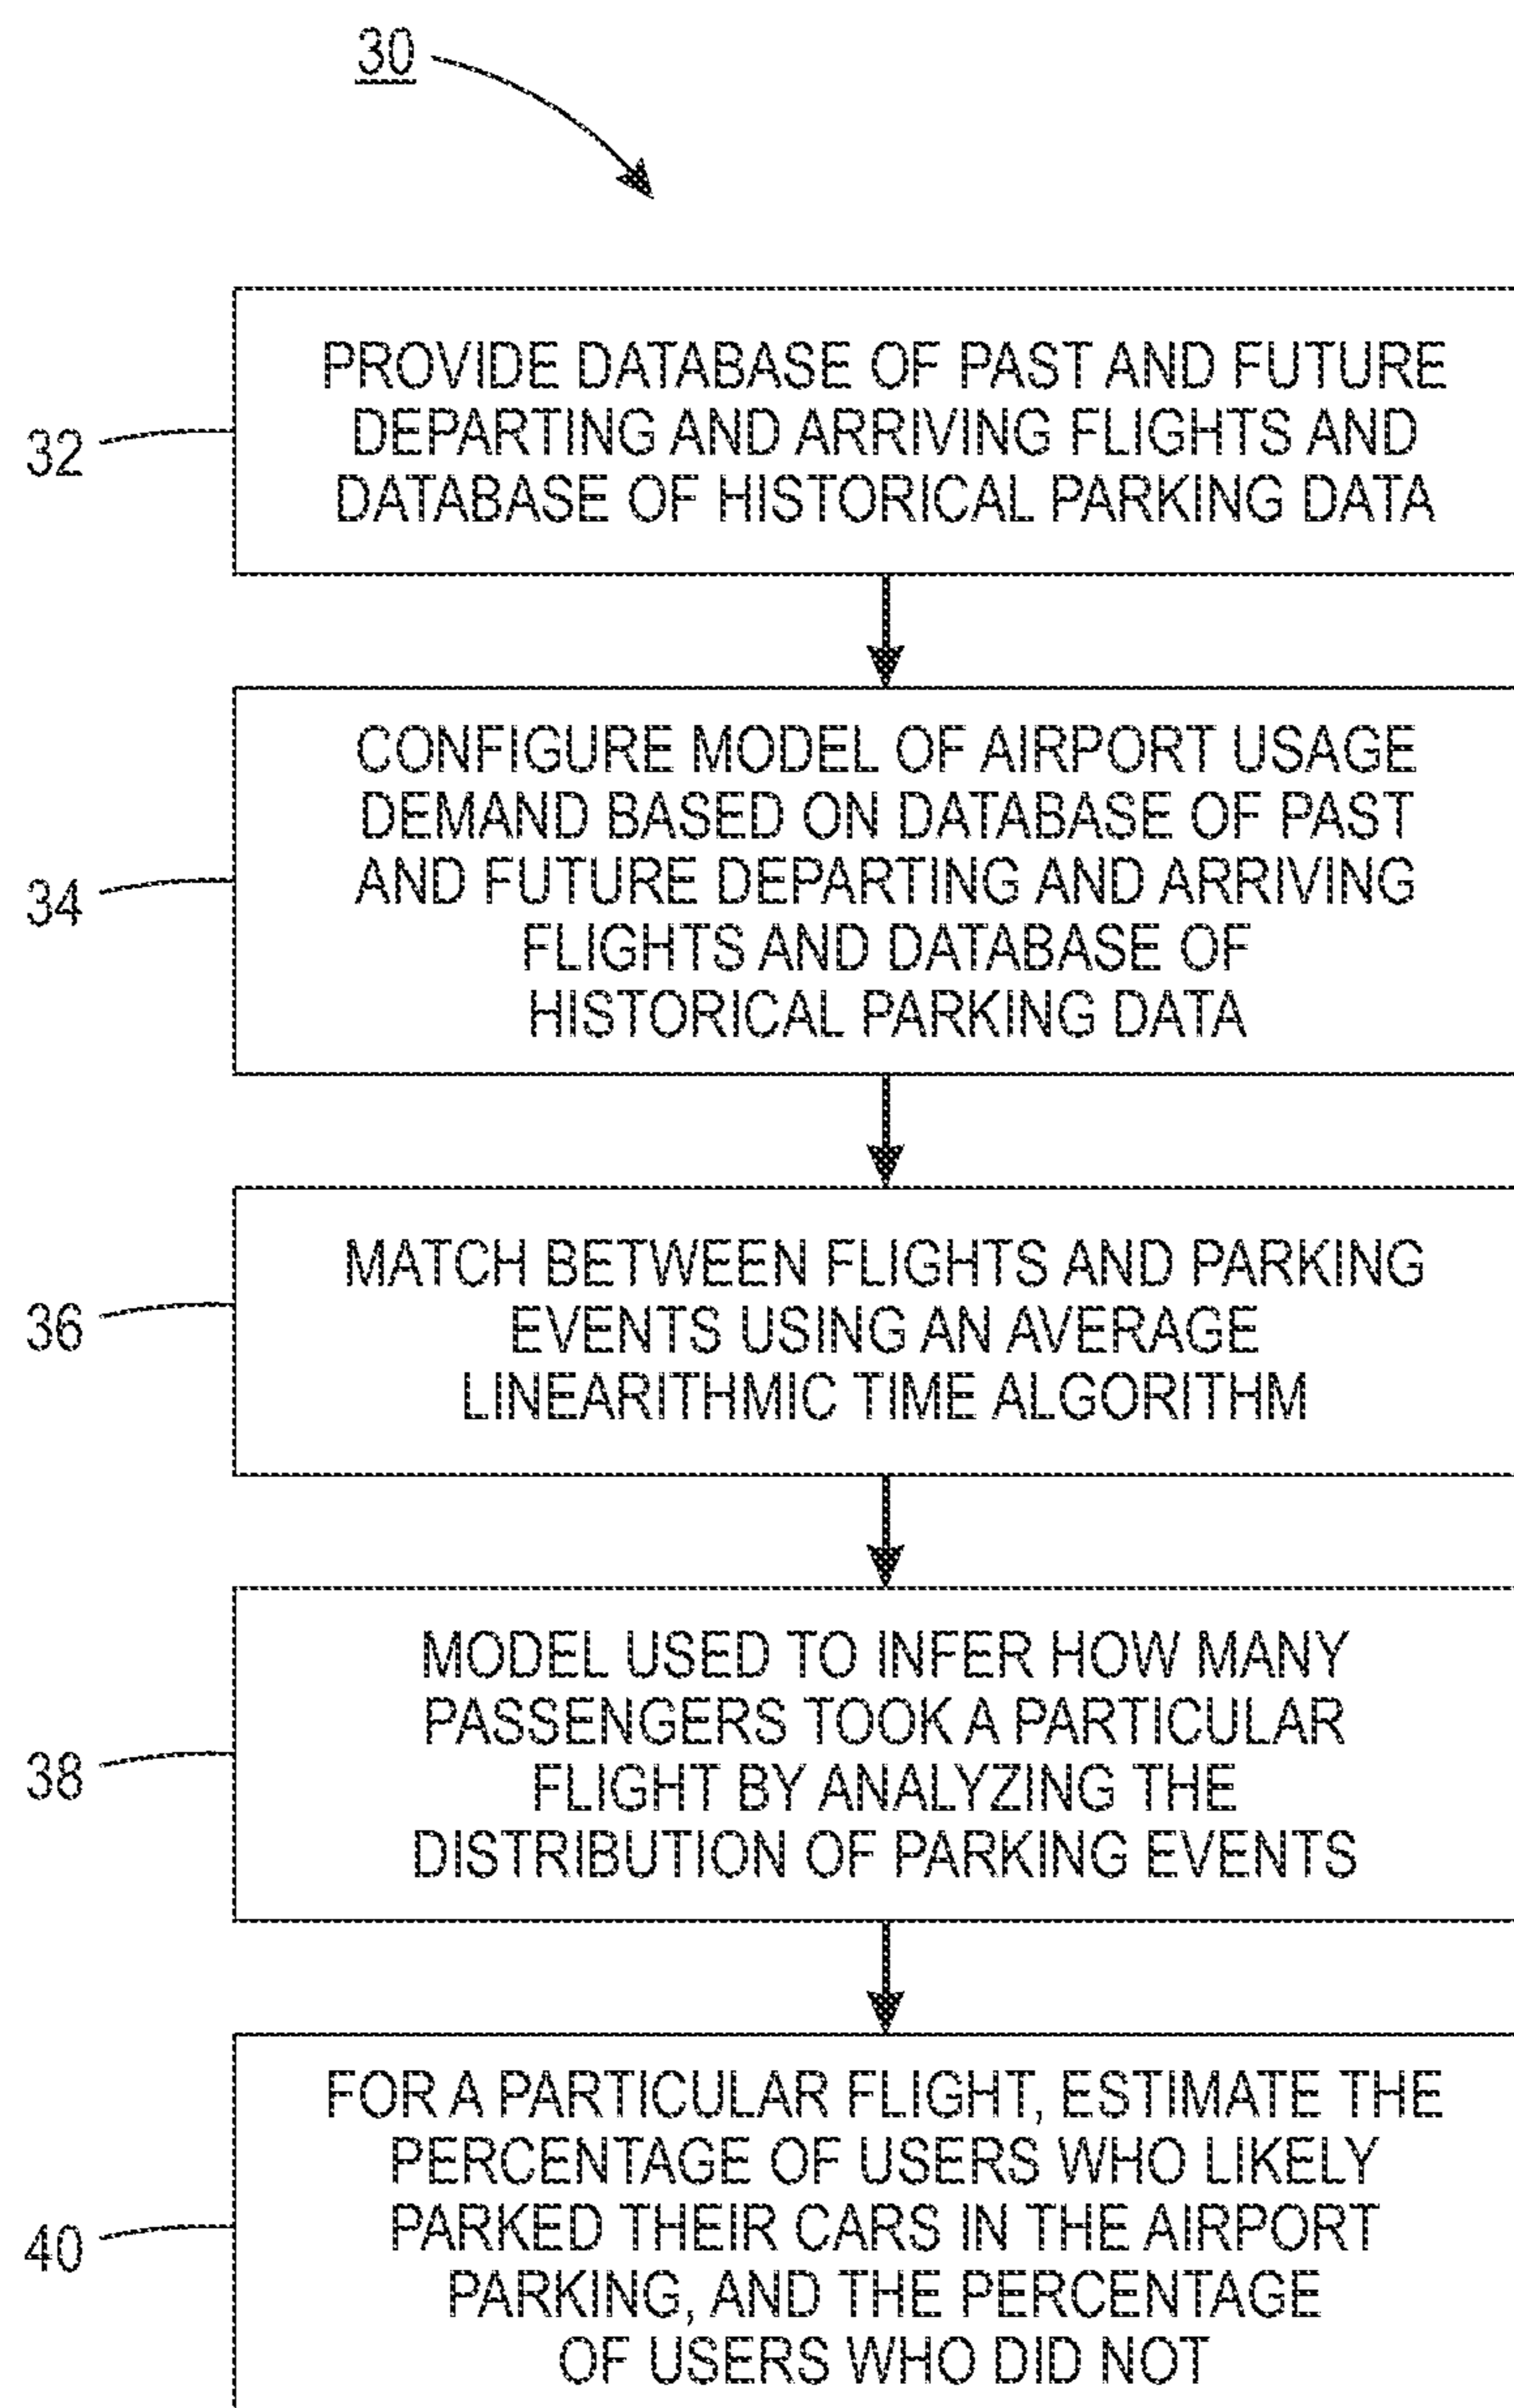 30
PROVIDE DATABASE OF PAST AND FUTURE
DEPARTING AND ARRIVING FLIGHTS AND
DATABASE OF HISTORICAL PARKING DATA
32
CONFIGURE MODEL OF AIRPORT USAGE
DEMAND BASED ON DATABASE OF PAST
AND FUTURE DEPARTING AND ARRIVING
FLIGHTS AND DATABASE OF
HISTORICAL PARKING DATA
34
MATCH BETWEEN FLIGHTS AND PARKING
EVENTS USING AN AVERAGE
LINEARITHMIC TIME ALGORITHM
36
MODEL USED TO INFER HOW MANY
PASSENGERS TOOK A PARTICULAR
FLIGHT BY ANALYZING THE
DISTRIBUTION OF PARKING EVENTS
38
FOR A PARTICULAR FLIGHT, ESTIMATE THE
PERCENTAGE OF USERS WHO LIKELY
PARKED THEIR CARS IN THE AIRPORT
PARKING, AND THE PERCENTAGE
OF USERS WHO DID NOT
40